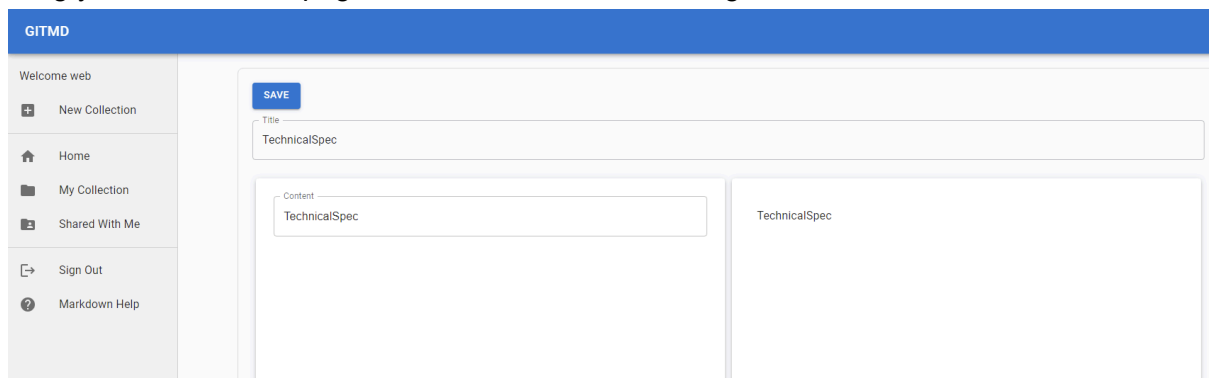 GITMD
Welcome web
New Collection
Home
My Collection
Shared With Me
Sign Out
Markdown Help
SAVE
Title
TechnicalSpec
Content
TechnicalSpec
TechnicalSpec